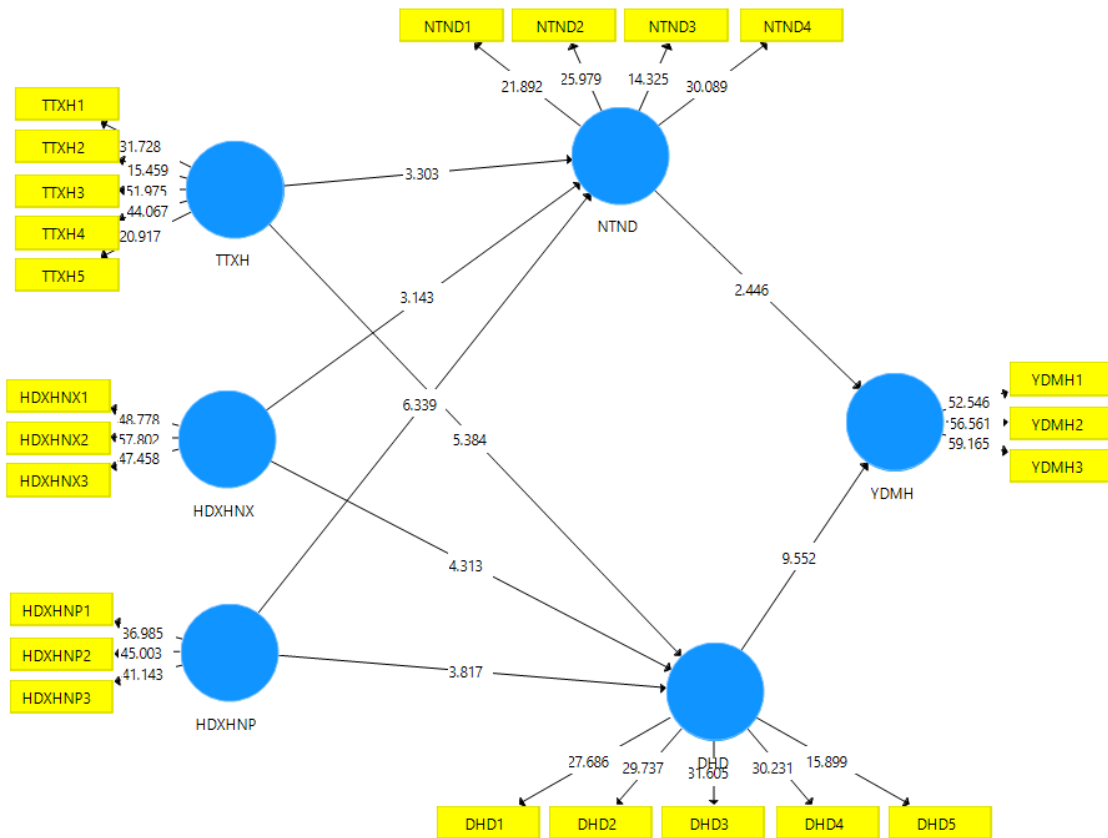 NTND1
NTND2
NTND3
NTND4
21.892
25.979
14.325
30.089
NTND
TTXH1
TTXH2
TTXH3
TTXH4
TTXH5
31.728
15.459
51.975
44.067
20.917
TTXH
3.303
3.143
6.339
5.384
4.313
3.817
2.446
9.552
HDXHNX1
HDXHNX2
HDXHNX3
48.778
57.802
47.458
HDXHNX
HDXHNP1
HDXHNP2
HDXHNP3
36.985
45.003
41.143
HDXHNP
YDMH
52.546
56.561
59.165
YDMH1
YDMH2
YDMH3
DHD
27.686
29.737
31.605
30.231
15.899
DHD1
DHD2
DHD3
DHD4
DHD5